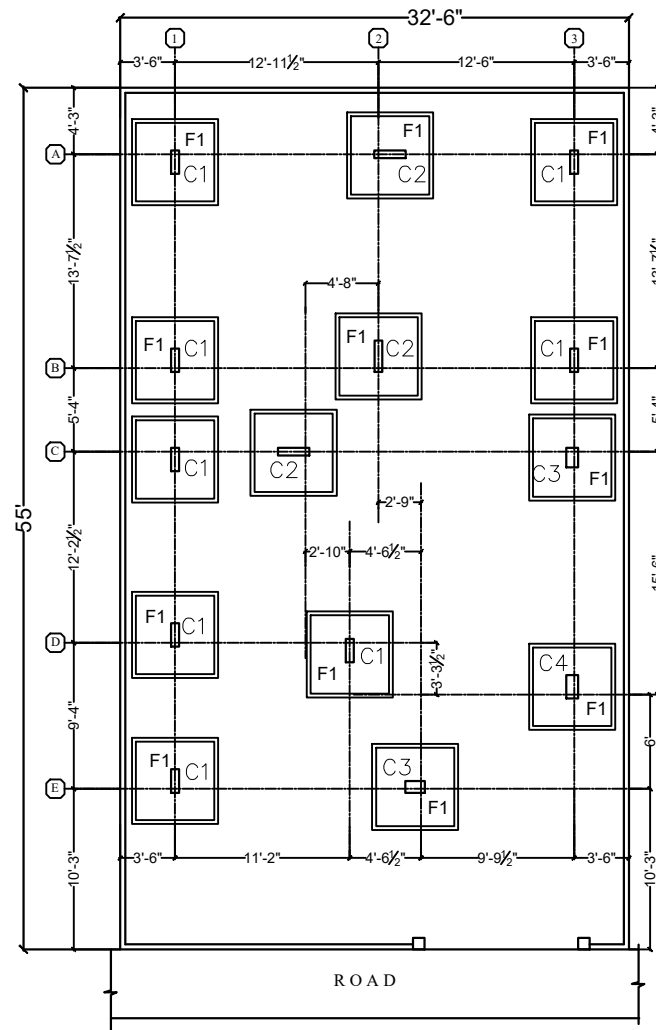 32'-6"
1 2 3
3'-6" 12'-11½" 12'-6" 3'-6"
4'-3"
F1 F1 F1
A C1 C2 C1
13'-7½"
4'-8"
F1 C1 F1 C2 C1 F1
B
5'-4" 5'-4"
C C1 C2 C3 F1
55'
2'-9"
12'-2½" 2'-10" 4'-6½" 15'-6"
F1 C1
D F1 C1 C4
3'-3½"
F1
9'-4" 6'
F1 C1 C3
E F1
3'-6" 11'-2" 4'-6½" 9'-9½" 3'-6"
10'-3" 10'-3"
ROAD